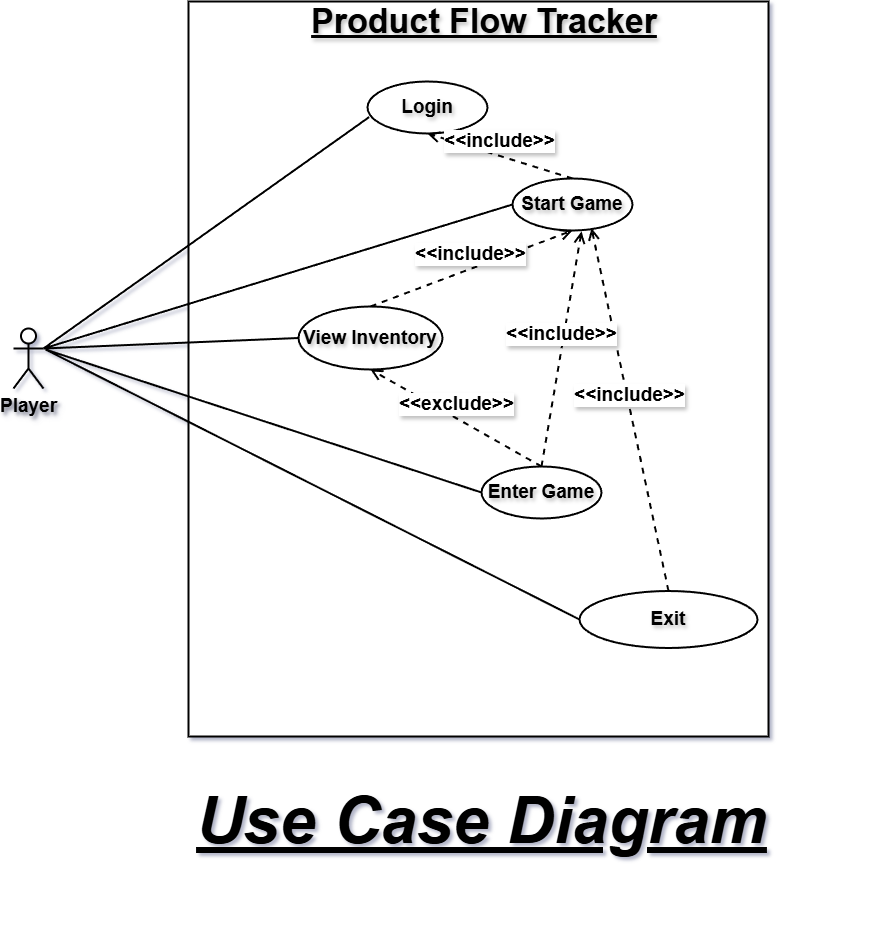 Product Flow Tracker
Login
<<include>>
Start Game
<<include>>
View Inventory
<<include>>
<<include>>
<<exclude>>
Player
Enter Game
Exit
Use Case Diagram